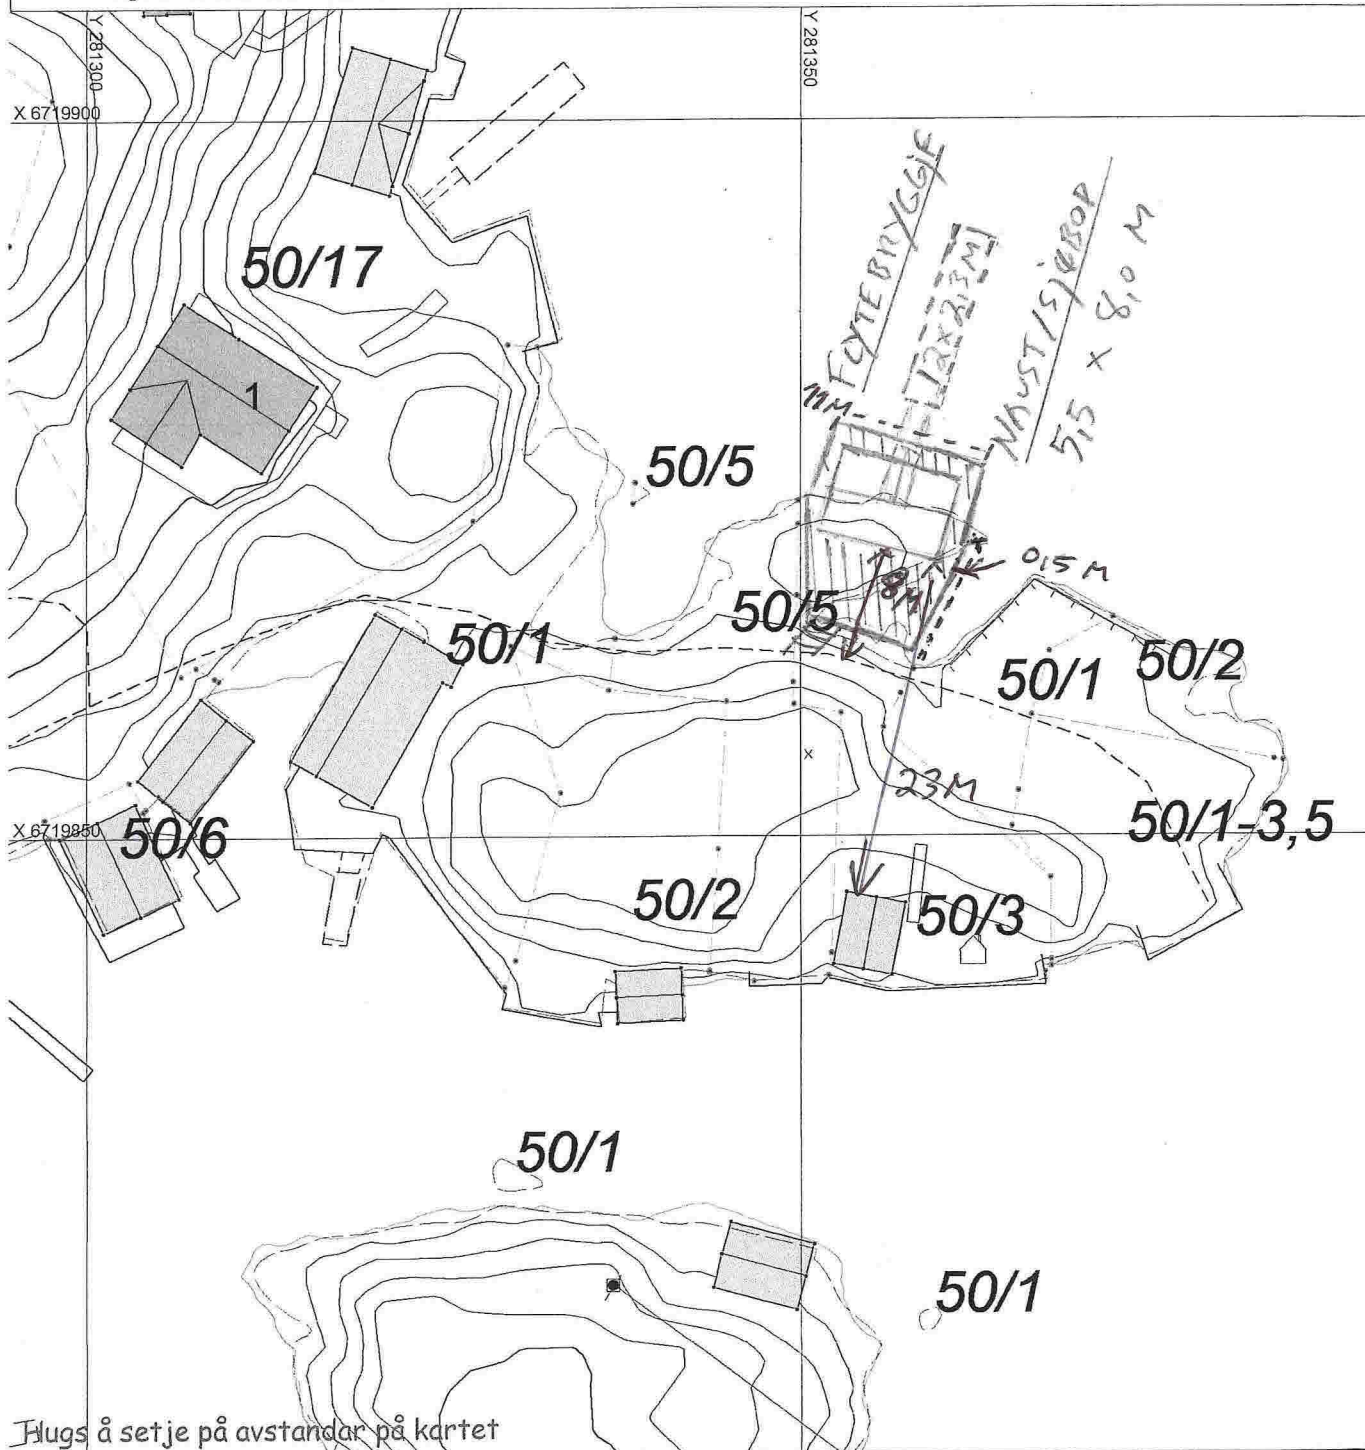 Y 281300
Y 281350
X 6719900
50/17
FLYTEBRYGGJE
12x2,3M
NAUST/SJØBOD
5,5 x 8,0 M
11M
1
50/5
0,5 M
8M
50/5
50/1
50/1
50/2
23M
X 6719850
50/6
50/1-3,5
50/2
50/3
50/1
50/1
Hugs å setje på avstandar på kartet